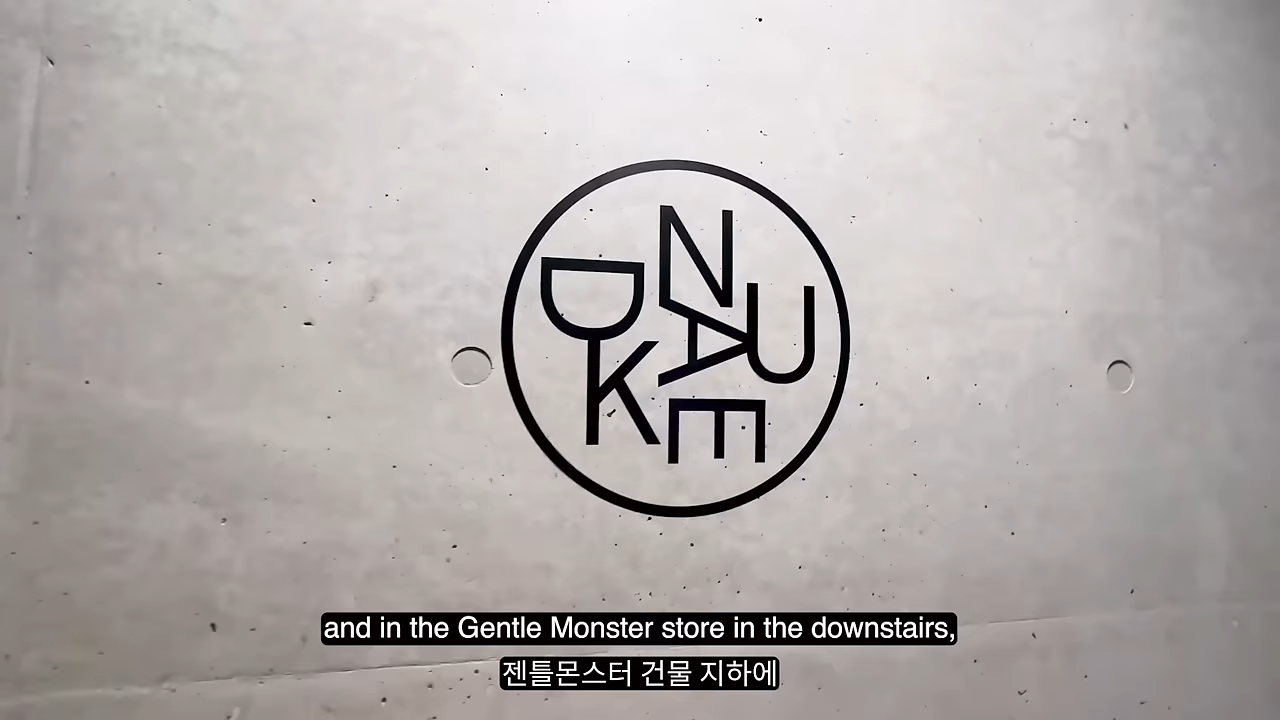 NUDAKE
and in the Gentle Monster store in the downstairs,
젠틀몬스터 건물 지하에